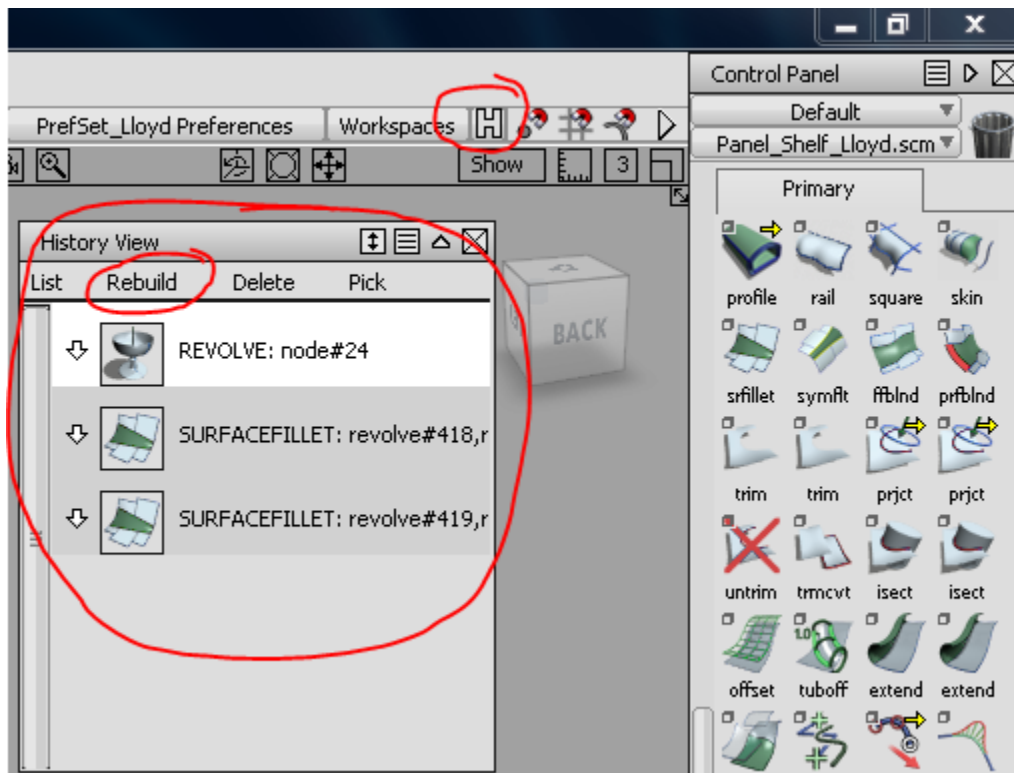 Control Panel
Default
PrefSet_Lloyd Preferences
Workspaces
H
Panel_Shelf_Lloyd.scm
Show
3
Primary
History View
List Rebuild Delete Pick
REVOLVE: node#24
SURFACEFILLET: revolve#418,r
SURFACEFILLET: revolve#419,r
BACK
profile rail square skin
srfillet symflt ffblnd prfblnd
trim trim prjct prjct
untrim trmcvt isect isect
1.0
offset tuboff extend extend